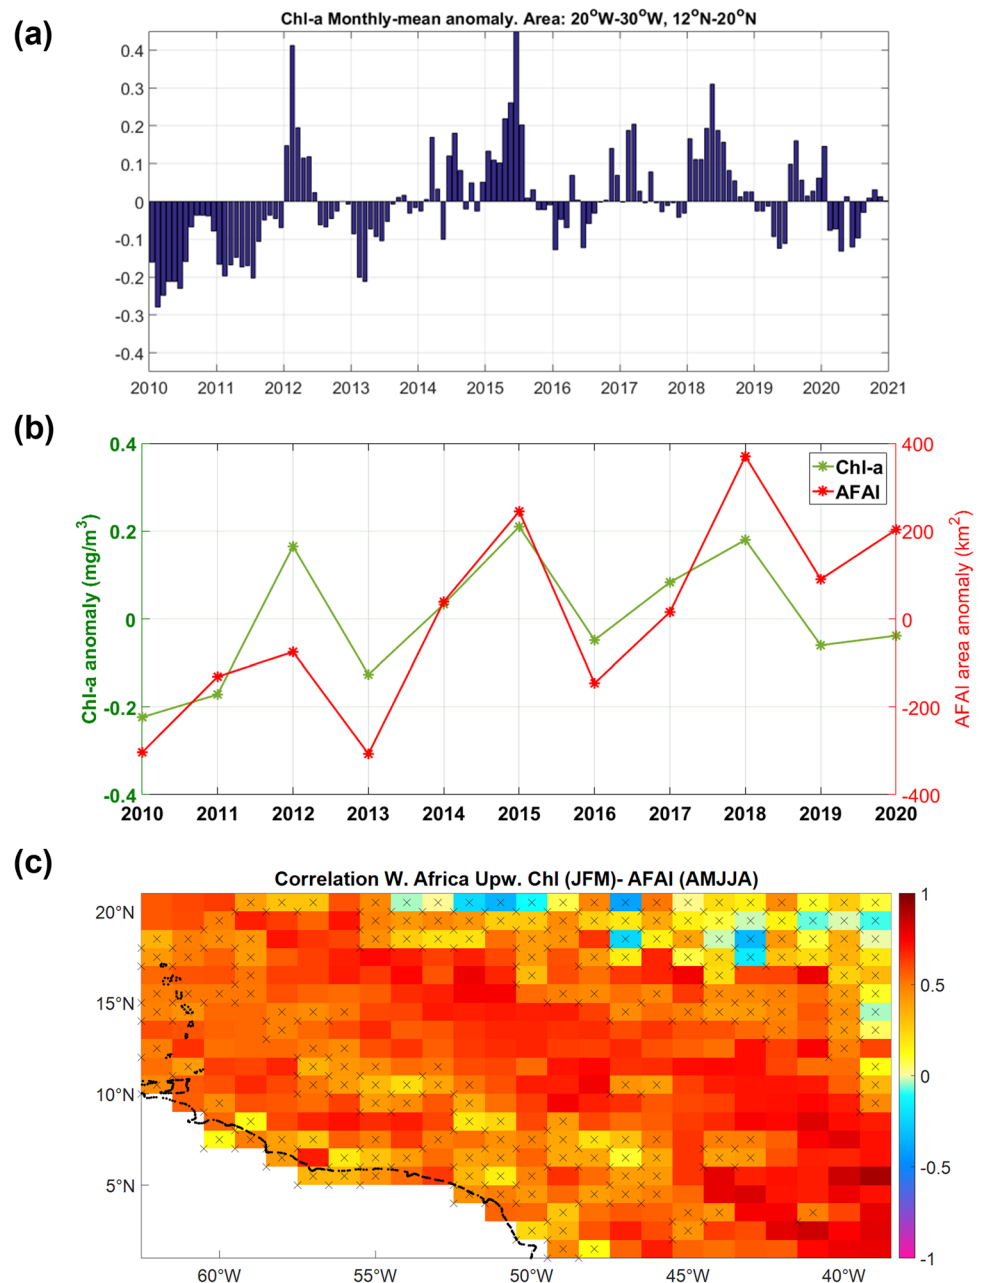 (a)
Chl-a Monthly-mean anomaly. Area: 20°W-30°W, 12°N-20°N
0.4
0.3
0.2
0.1
0
-0.1
-0.2
-0.3
-0.4
2010 2011 2012 2013 2014 2015 2016 2017 2018 2019 2020 2021
(b)
Chl-a anomaly (mg/m³)
0.4
0.2
0
-0.2
-0.4
Chl-a
AFAI
400
200
0
-200
-400
AFAI area anomaly (km²)
2010 2011 2012 2013 2014 2015 2016 2017 2018 2019 2020
(c)
Correlation W. Africa Upw. Chl (JFM)- AFAI (AMJJA)
20°N
15°N
10°N
5°N
60°W 55°W 50°W 45°W 40°W
1
0.5
0
-0.5
-1